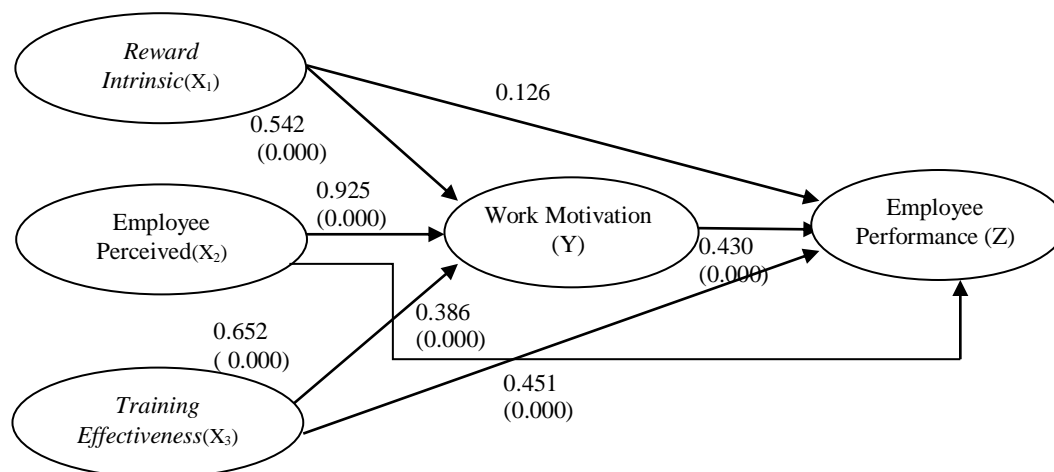 Reward
Intrinsic(X₁)
0.126
0.542
(0.000)
0.925
(0.000)
Employee
Perceived(X₂)
Work Motivation
(Y)
Employee
Performance (Z)
0.430
(0.000)
0.386
(0.000)
0.652
( 0.000)
0.451
(0.000)
Training
Effectiveness(X₃)